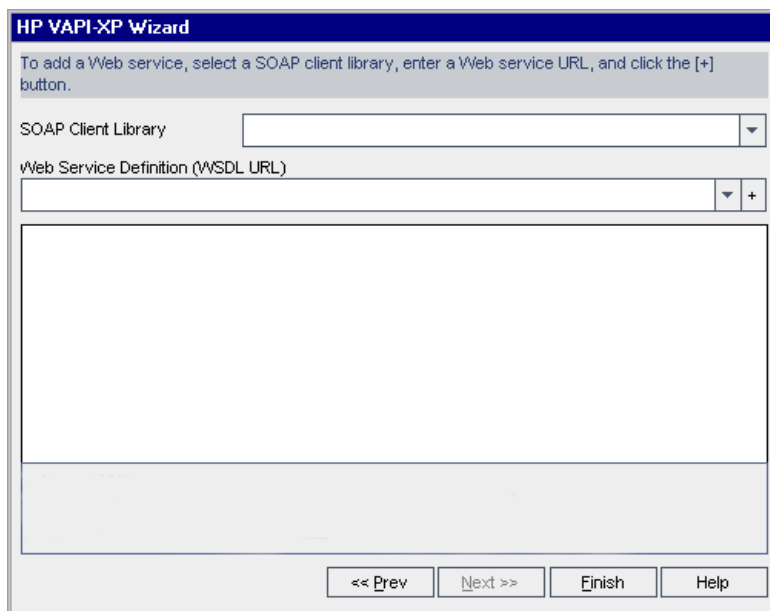 HP VAPI-XP Wizard
To add a Web service, select a SOAP client library, enter a Web service URL, and click the [+]
button.
SOAP Client Library
Web Service Definition (WSDL URL)
+
<< Prev Next >> Finish Help